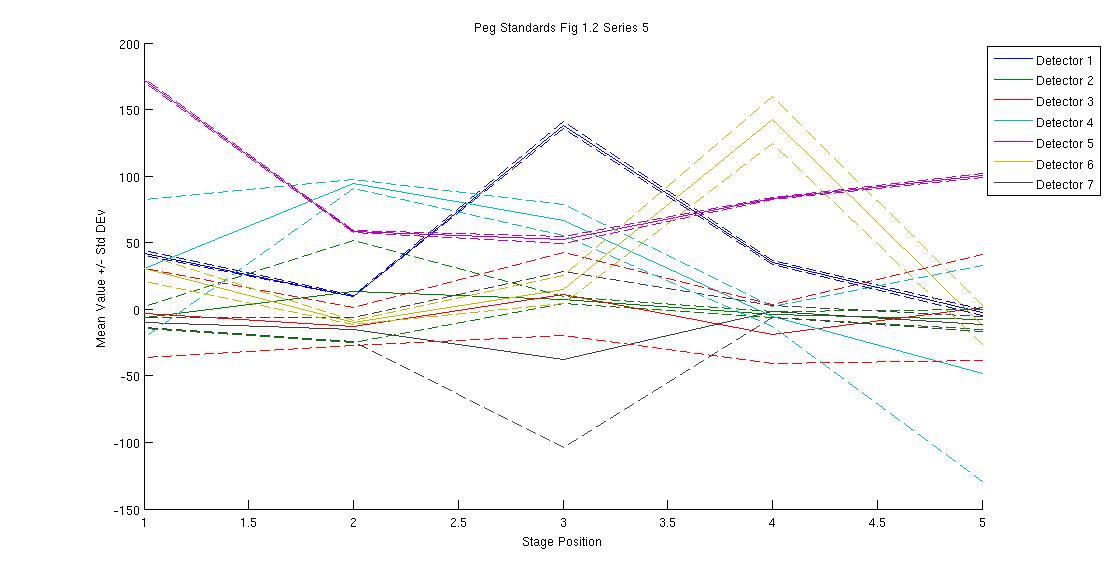 Peg Standards Fig 1.2 Series 5
200
150
100
50
0
-50
-100
-150
Mean Value +/- Std DEv
1
1.5
2
2.5
3
3.5
4
4.5
5
Stage Position
Detector 1
Detector 2
Detector 3
Detector 4
Detector 5
Detector 6
Detector 7